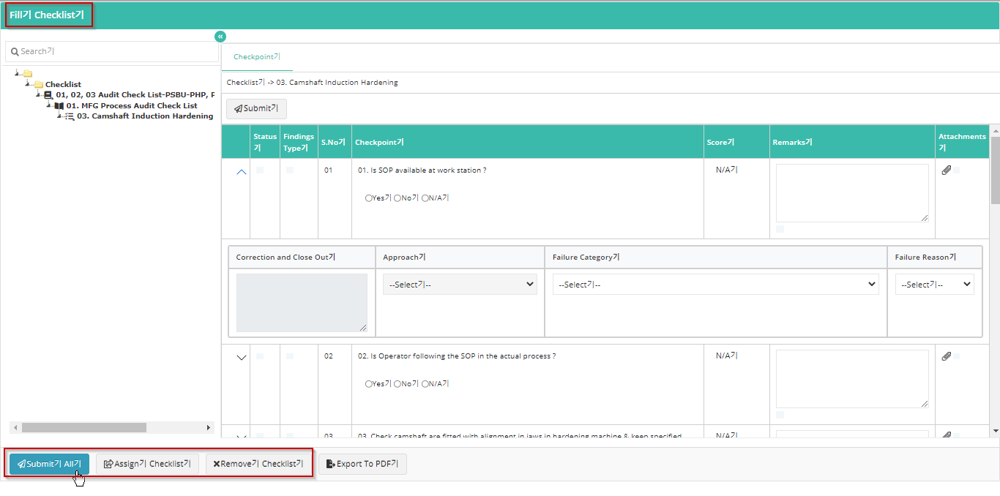 Fill기 Checklist기
Search기
Checklist
01, 02, 03 Audit Check List-PSBU-PHP, P
01. MFG Process Audit Check List
03. Camshaft Induction Hardening
Checkpoint기
Checklist기 -> 03. Camshaft Induction Hardening
Submit기
Status기 Findings Type기 S.No기 Checkpoint기 Score기 Remarks기 Attachments기
01 01. Is SOP available at work station ? N/A기
Yes기 No기 N/A기
Correction and Close Out기 Approach기 Failure Category기 Failure Reason기
--Select기-- --Select기-- --Select기--
02 02. Is Operator following the SOP in the actual process ? N/A기
Yes기 No기 N/A기
03 03. Check camshaft are fitted with alignment in jaws in hardening machine & keep specified N/A기
Submit기 All기 Assign기 Checklist기 Remove기 Checklist기 Export To PDF기